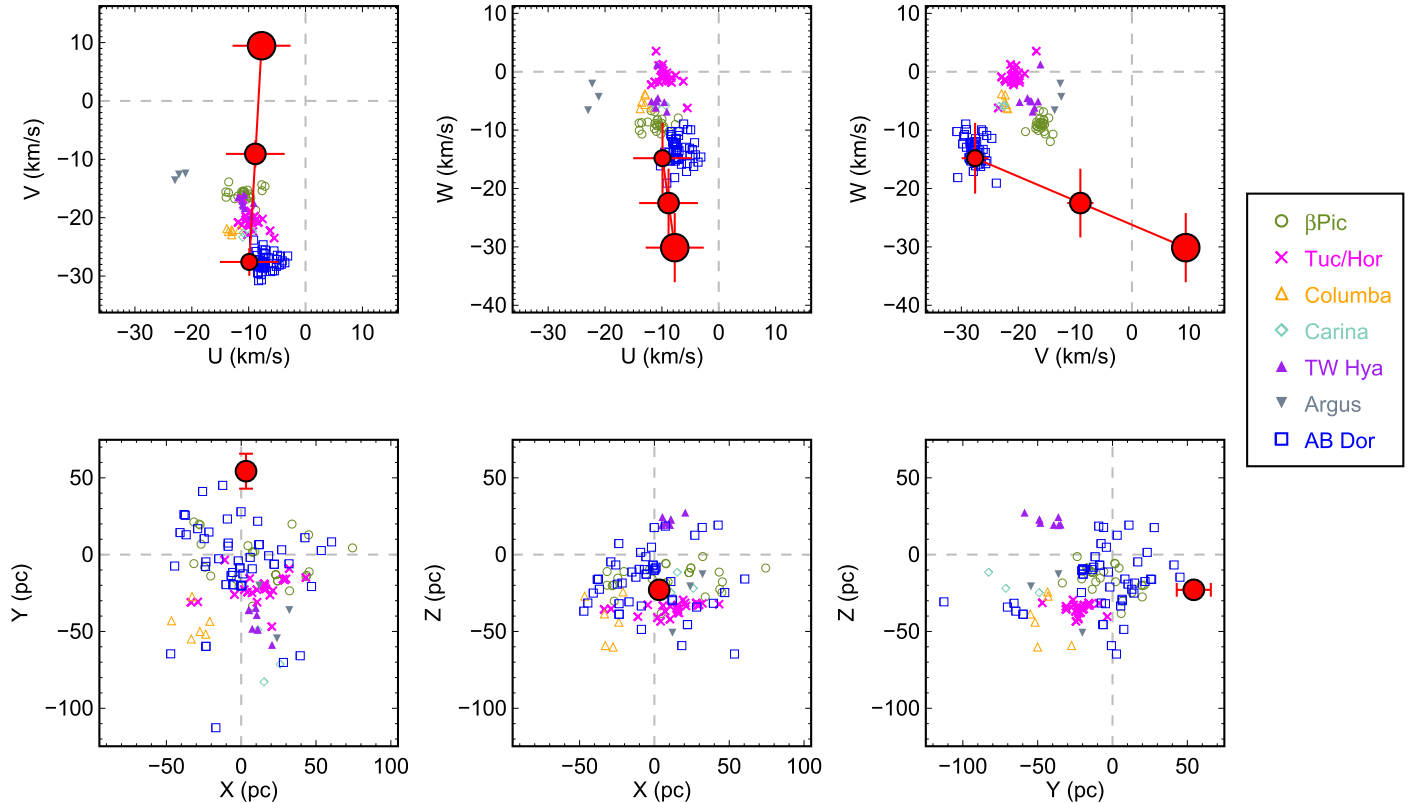 10
0
−10
−20
−30
V (km/s)
−30 −20 −10 0 10
U (km/s)
10
0
−10
−20
−30
−40
W (km/s)
−30 −20 −10 0 10
U (km/s)
10
0
−10
−20
−30
−40
W (km/s)
−30 −20 −10 0 10
V (km/s)
βPic
Tuc/Hor
Columba
Carina
TW Hya
Argus
AB Dor
50
0
−50
−100
Y (pc)
−50 0 50 100
X (pc)
50
0
−50
−100
Z (pc)
−50 0 50 100
X (pc)
50
0
−50
−100
Z (pc)
−100 −50 0 50
Y (pc)